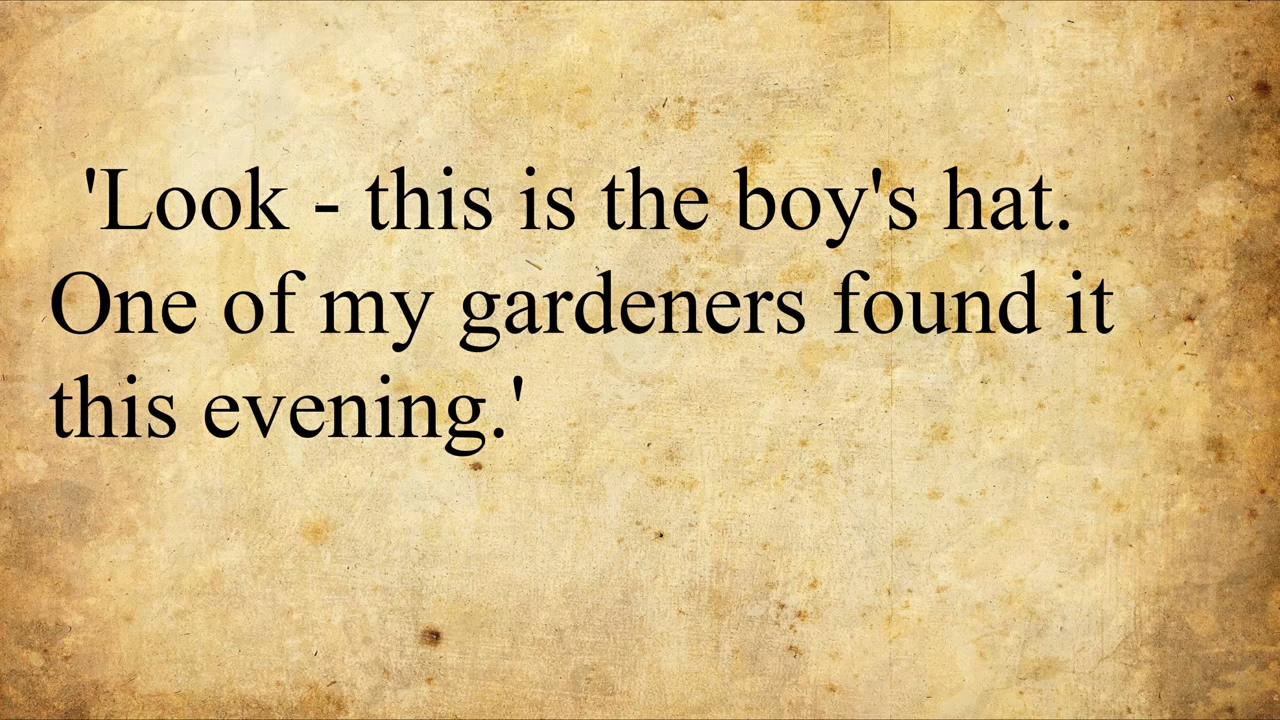 'Look - this is the boy's hat.
One of my gardeners found it
this evening.'